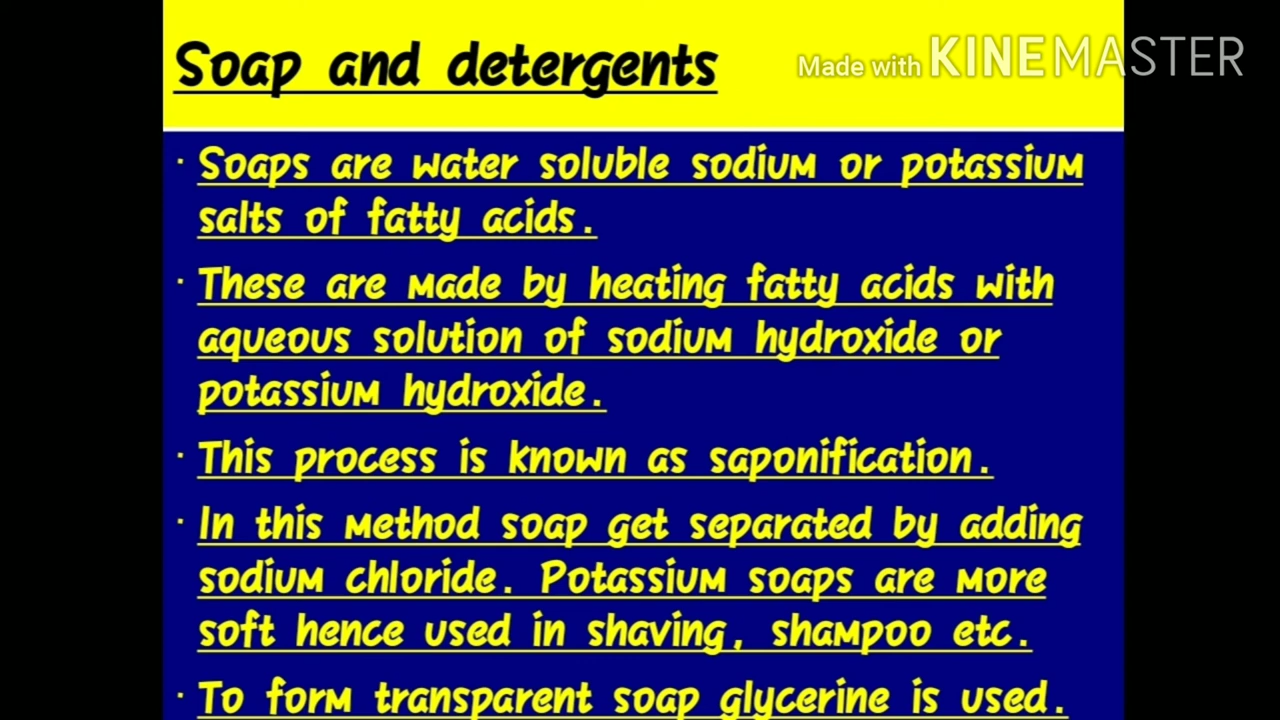 Soap and detergents
Made with KINEMASTER
· Soaps are water soluble sodium or potassium
salts of fatty acids.
· These are made by heating fatty acids with
aqueous solution of sodium hydroxide or
potassium hydroxide.
· This process is known as saponification.
· In this method soap get separated by adding
sodium chloride. Potassium soaps are more
soft hence used in shaving, shampoo etc.
· To form transparent soap glycerine is used.